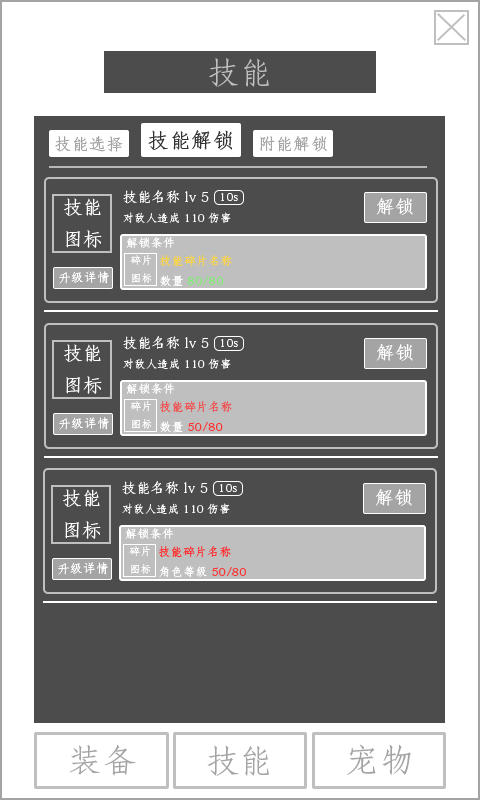 技能
技能选择 技能解锁 附能解锁
技能 图标
技能名称 lv 5 10s
解锁
对敌人造成 110 伤害
升级详情
解锁条件
碎片 图标
技能碎片名称
数量 80/80
技能 图标
技能名称 lv 5 10s
解锁
对敌人造成 110 伤害
升级详情
解锁条件
碎片 图标
技能碎片名称
数量 50/80
技能 图标
技能名称 lv 5 10s
解锁
对敌人造成 110 伤害
升级详情
解锁条件
碎片 图标
技能碎片名称
角色等级 50/80
装备 技能 宠物